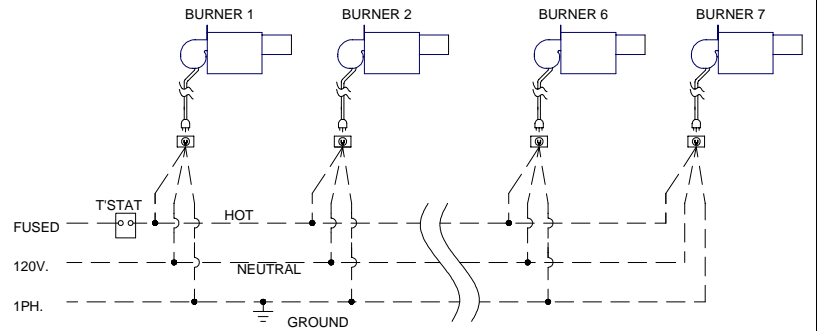 BURNER 1
BURNER 2
BURNER 6
BURNER 7
T'STAT
HOT
FUSED
120V.
NEUTRAL
1PH.
GROUND